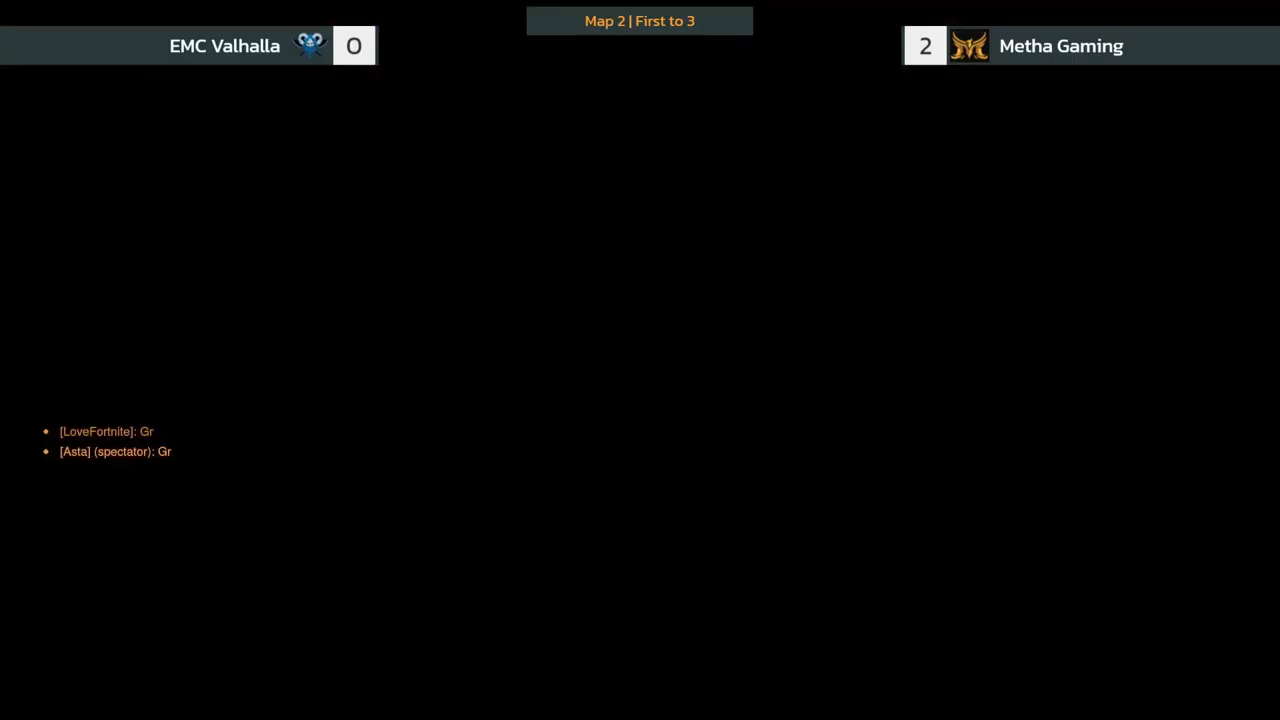 Map 2 | First to 3
EMC Valhalla 0
2 Metha Gaming
[LoveFortnite]: Gr
[Asta] (spectator): Gr